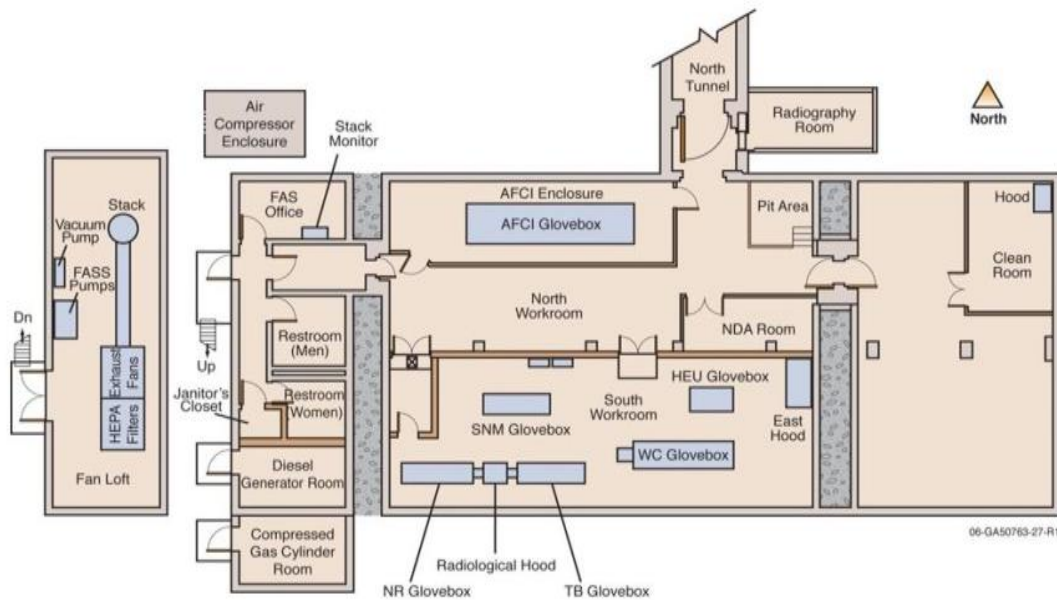 North
Tunnel
Radiography
Room
North
Air
Compressor
Enclosure
Stack
Monitor
FAS
Office
AFCI Enclosure
AFCI Glovebox
Pit Area
Hood
Clean
Room
Stack
Vacuum
Pump
FASS
Pumps
Dn
Exhaust
Fans
HEPA
Filters
Fan Loft
Up
Restroom
(Men)
North
Workroom
NDA Room
Janitor's
Closet
Restroom
(Women)
HEU Glovebox
South
Workroom
SNM Glovebox
East
Hood
WC Glovebox
Diesel
Generator Room
Compressed
Gas Cylinder
Room
Radiological Hood
NR Glovebox
TB Glovebox
06-GA50763-27-R1